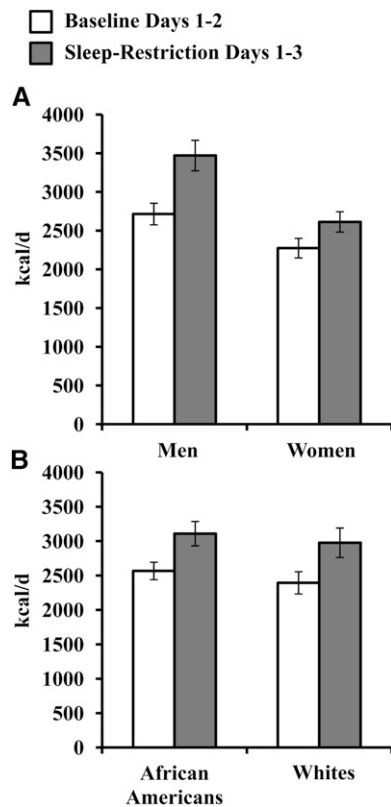 Baseline Days 1-2
Sleep-Restriction Days 1-3
A
4000
3500
3000
2500
2000
1500
1000
500
0
kcal/d
Men Women
B
4000
3500
3000
2500
2000
1500
1000
500
0
kcal/d
African Whites
Americans